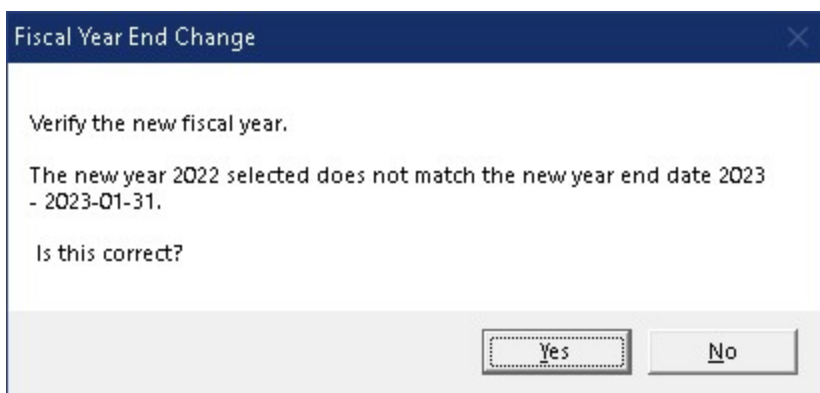 Fiscal Year End Change
Verify the new fiscal year.
The new year 2022 selected does not match the new year end date 2023
- 2023-01-31.
Is this correct?
Yes
No